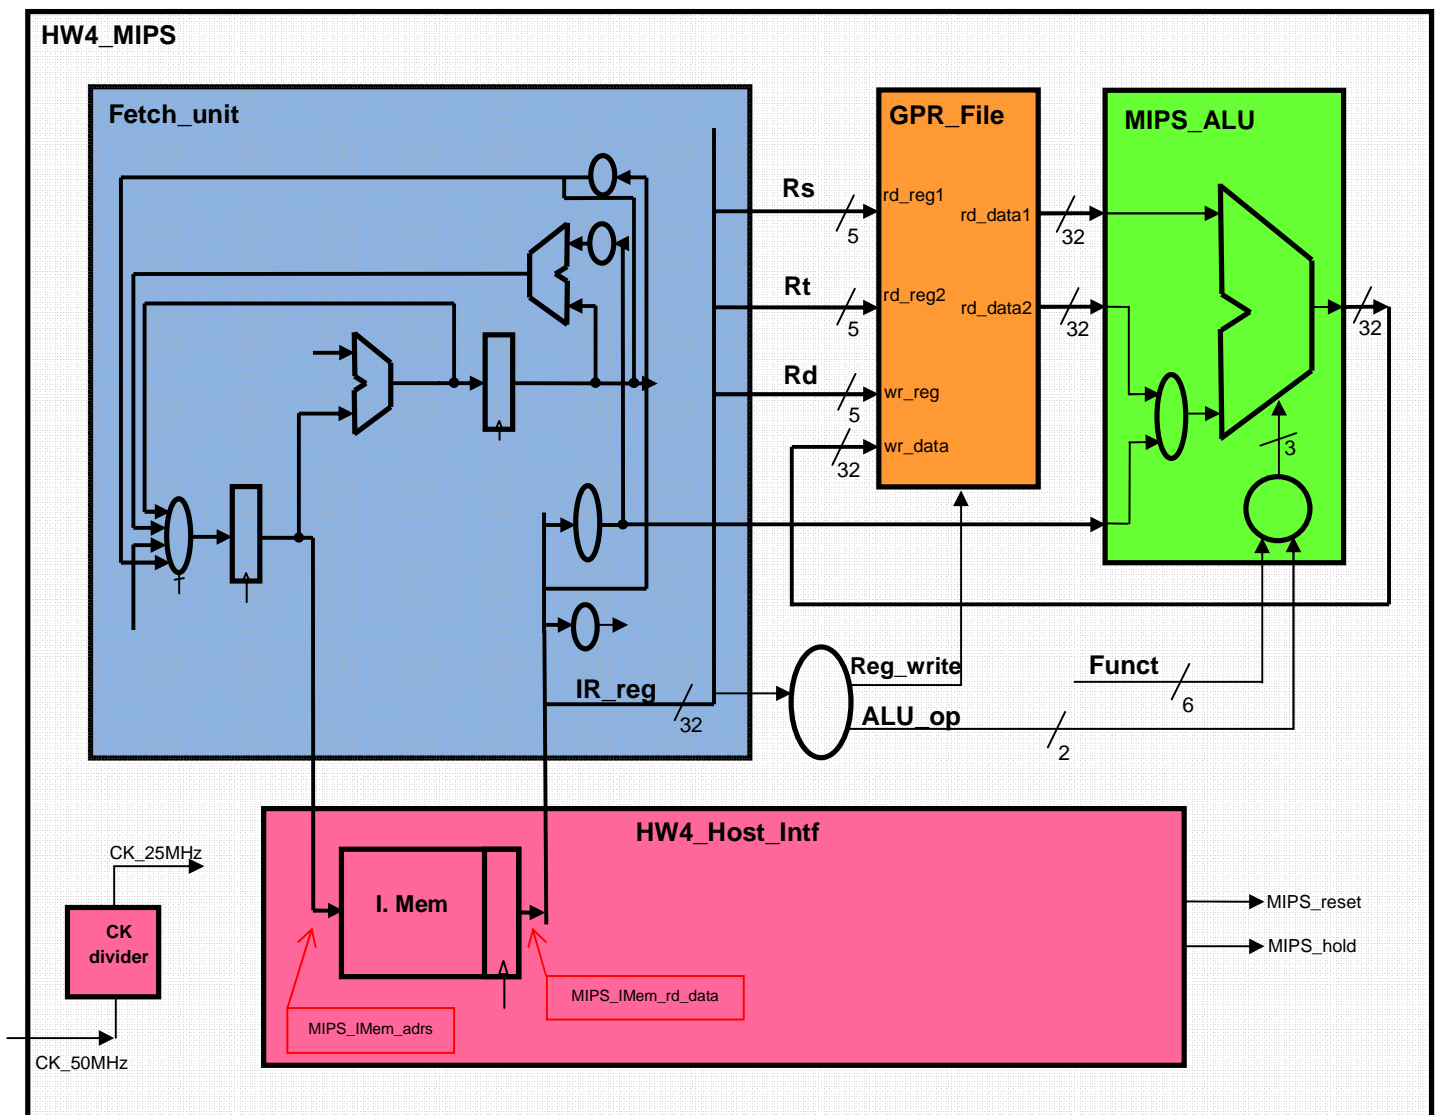 HW4_MIPS
Fetch_unit
GPR_File
MIPS_ALU
Rs
5
rd_reg1
rd_data1
32
Rt
5
rd_reg2
rd_data2
32
32
Rd
5
wr_reg
32
wr_data
3
IR_reg
32
Reg_write
ALU_op
2
Funct
6
HW4_Host_Intf
CK_25MHz
CK
divider
CK_50MHz
I. Mem
MIPS_IMem_adrs
MIPS_IMem_rd_data
MIPS_reset
MIPS_hold